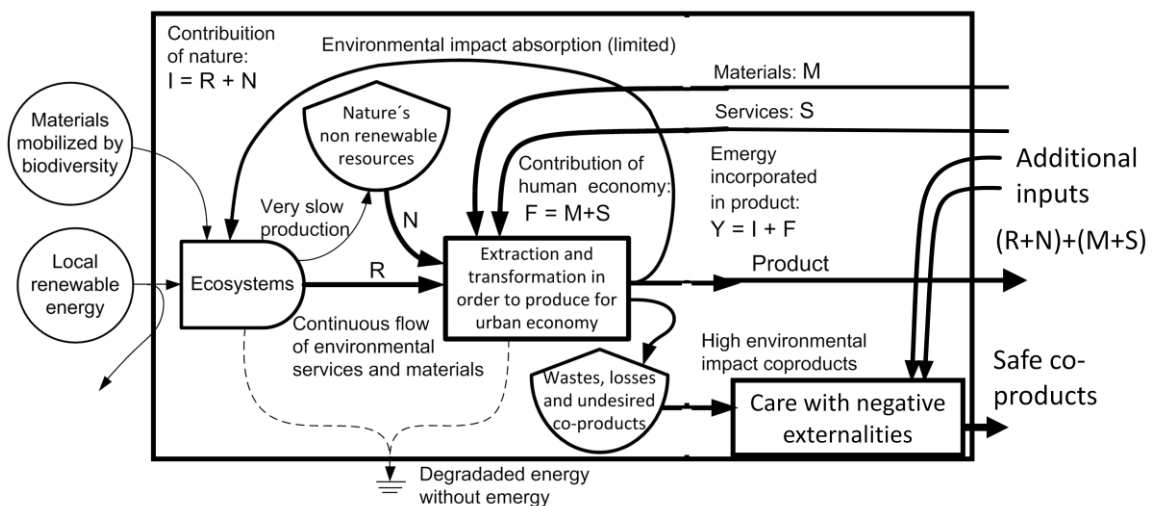 Contribuition
of nature:
I = R + N
Environmental impact absorption (limited)
Materials: M
Services: S
Materials
mobilized by
biodiversity
Nature´s
non renewable
resources
Contribution of
human economy:
F = M+S
Emergy
incorporated
in product:
Y = I + F
Additional
inputs
(R+N)+(M+S)
Very slow
production
N
Local
renewable
energy
Ecosystems
R
Extraction and
transformation in
order to produce for
urban economy
Product
Continuous flow
of environmental
services and materials
Wastes, losses
and undesired
co-products
High environmental
impact coproducts
Care with negative
externalities
Safe co-
products
Degradaded energy
without emergy